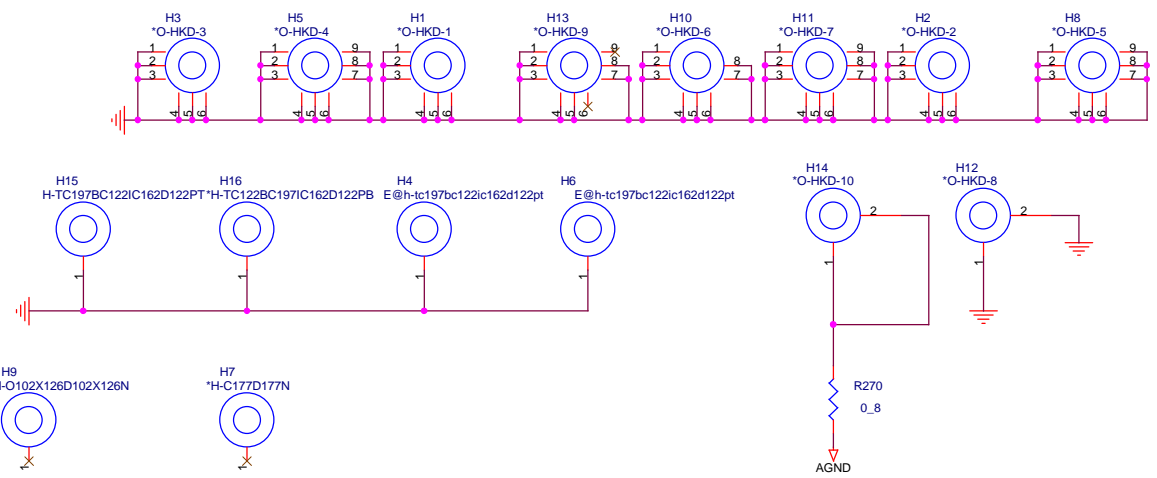 H3 H5 H1 H13 H10 H11 H2 H8
*O-HKD-3 *O-HKD-4 *O-HKD-1 *O-HKD-9 *O-HKD-6 *O-HKD-7 *O-HKD-2 *O-HKD-5
1 1 9 1 1 9 1 1 9 1 1 9
2 2 8 2 2 8 2 8 2 8 2 2 8
3 3 7 3 3 7 3 7 3 7 3 3 7
4 5 6 4 5 6 4 5 6 4 5 6 4 5 6 4 5 6 4 5 6 4 5 6
H15 H16 H4 H6 H14 H12
H-TC197BC122IC162D122PT *H-TC122BC197IC162D122PB E@h-tc197bc122ic162d122pt E@h-tc197bc122ic162d122pt *O-HKD-10 *O-HKD-8
2 2
1 1 1 1 1 1
H9 H7
H-O102X126D102X126N *H-C177D177N
R270
0_8
1 1
AGND